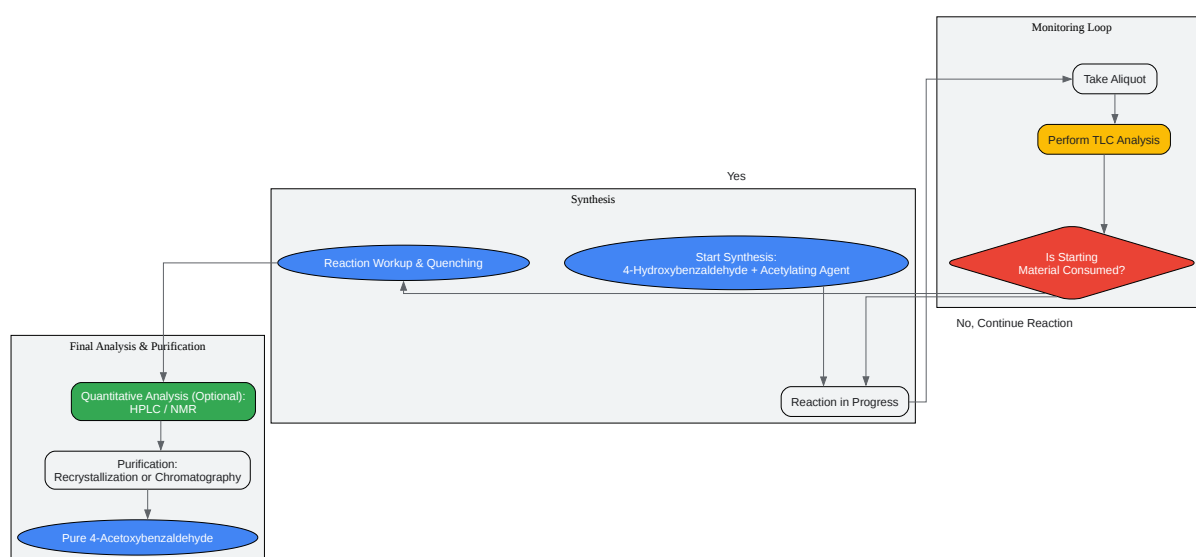 Monitoring Loop
Take Aliquot
Perform TLC Analysis
Yes
Synthesis
Reaction Workup & Quenching
Start Synthesis:
4-Hydroxybenzaldehyde + Acetylating Agent
Is Starting
Material Consumed?
No, Continue Reaction
Final Analysis & Purification
Quantitative Analysis (Optional):
HPLC / NMR
Reaction in Progress
Purification:
Recrystallization or Chromatography
Pure 4-Acetoxybenzaldehyde